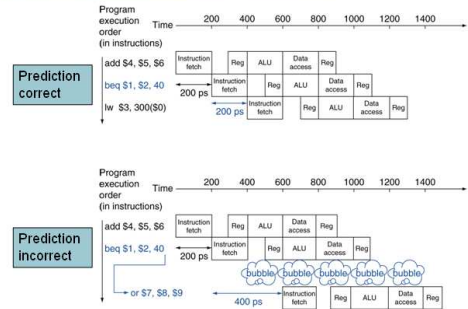 Program
execution
order
(in instructions)
Time
200 400 600 800 1000 1200 1400
Prediction
correct
add $4, $5, $6
Instruction
fetch
Reg
ALU
Data
access
Reg
beq $1, $2, 40
200 ps
Instruction
fetch
Reg
ALU
Data
access
Reg
lw $3, 300($0)
200 ps
Instruction
fetch
Reg
ALU
Data
access
Reg
Program
execution
order
(in instructions)
Time
200 400 600 800 1000 1200 1400
Prediction
incorrect
add $4, $5, $6
Instruction
fetch
Reg
ALU
Data
access
Reg
beq $1, $2, 40
200 ps
Instruction
fetch
Reg
ALU
Data
access
Reg
bubble bubble bubble bubble bubble
or $7, $8, $9
400 ps
Instruction
fetch
Reg
ALU
Data
access
Reg